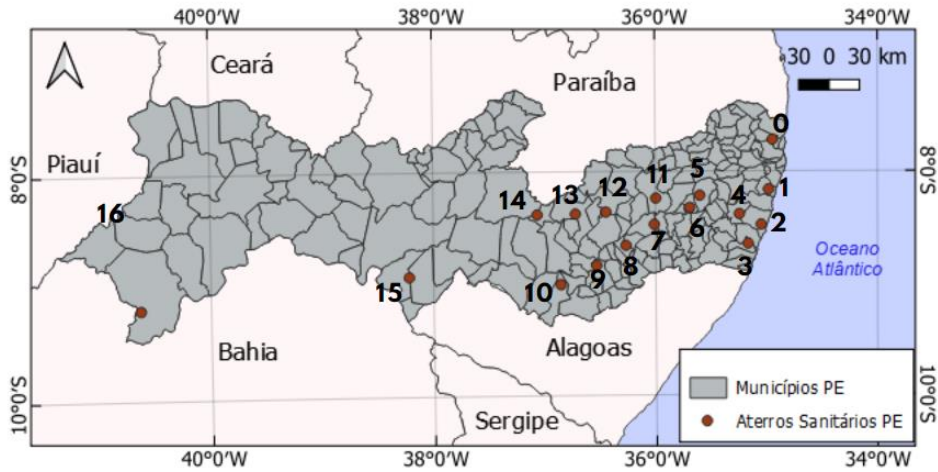 40°0'W 38°0'W 36°0'W 34°0'W
30 0 30 km
Ceará
Paraíba
Piauí
8°0'S
8°0'S
0
1
2
3
4
5
6
7
8
9
10
11
12
13
14
15
16
Oceano
Atlântico
Bahia
Alagoas
Sergipe
10°0'S
10°0'S
Municípios PE
Aterros Sanitários PE
40°0'W 38°0'W 36°0'W 34°0'W